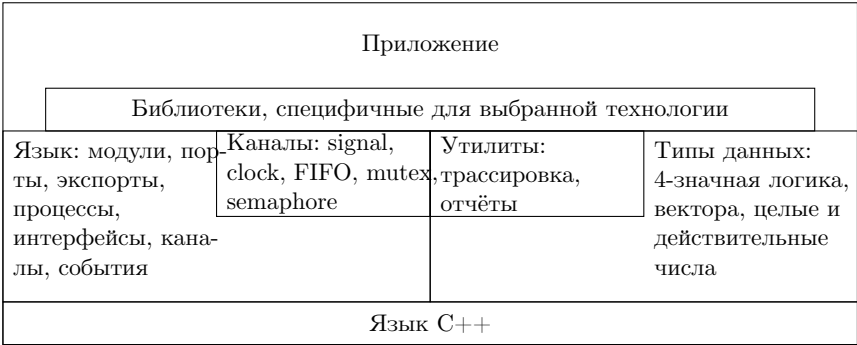 Приложение
Библиотеки, специфичные для выбранной технологии
Язык: модули, пор-
ты, экспорты,
процессы,
интерфейсы, кана-
лы, события
Каналы: signal,
clock, FIFO, mutex,
semaphore
Утилиты:
трассировка,
отчёты
Типы данных:
4-значная логика,
вектора, целые и
действительные
числа
Язык C++